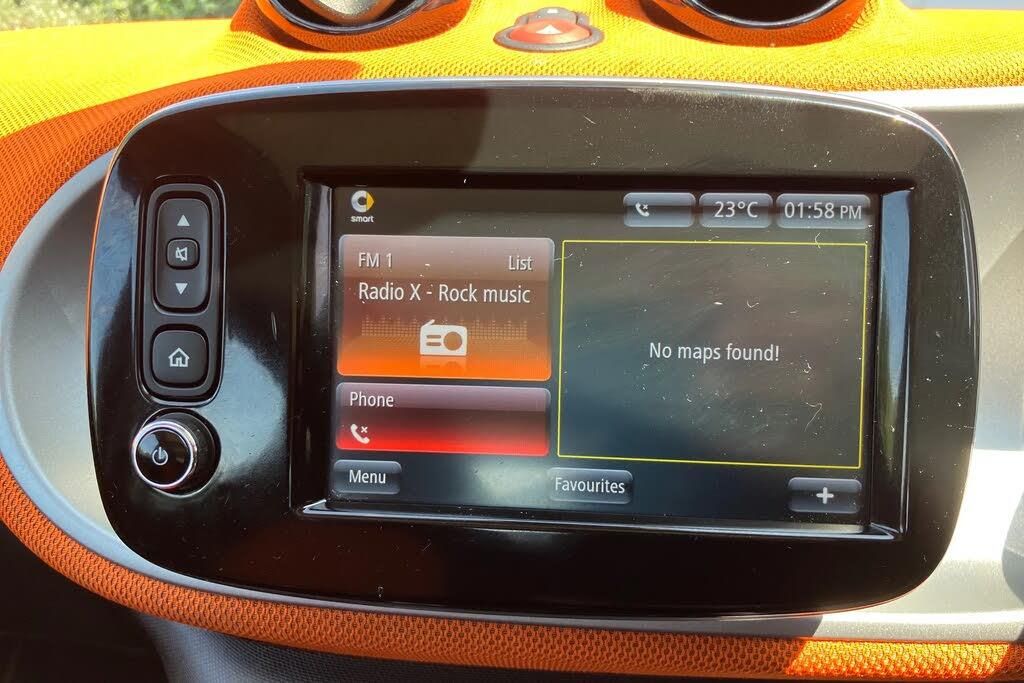 smart
23°C
01:58 PM
FM 1
List
Radio X - Rock music
No maps found!
Phone
Menu
Favourites
+